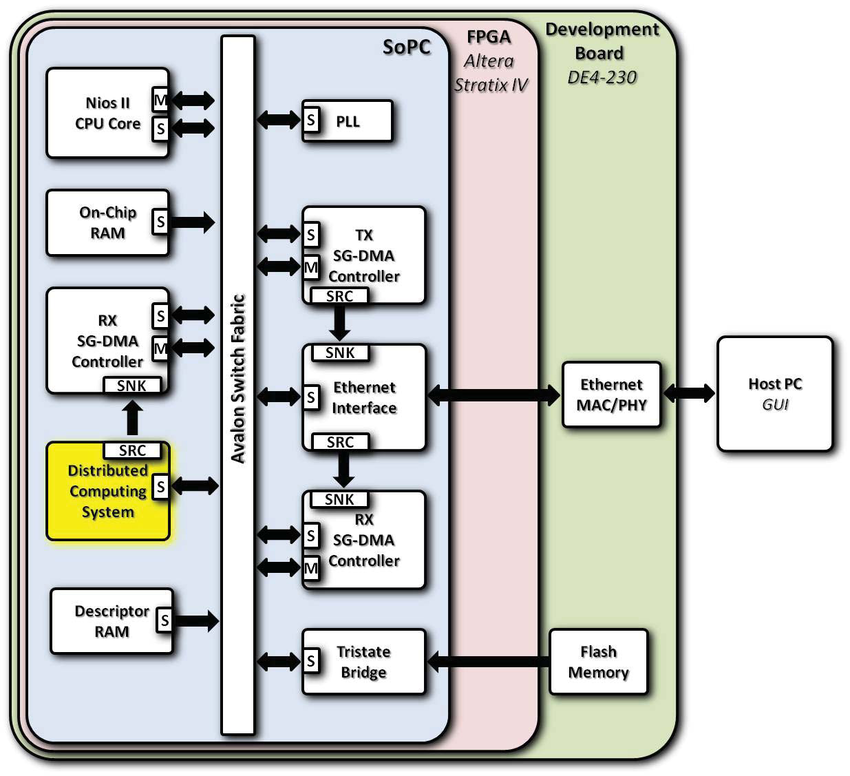 SoPC
FPGA
Altera
Stratix IV
Development
Board
DE4-230
Nios II
CPU Core
M
S
On-Chip
RAM
S
RX
SG-DMA
Controller
S
M
SNK
SRC
Distributed
Computing
System
S
Descriptor
RAM
S
Avalon Switch Fabric
S
PLL
S
M
TX
SG-DMA
Controller
SRC
SNK
S
Ethernet
Interface
SRC
SNK
S
M
RX
SG-DMA
Controller
S
Tristate
Bridge
Ethernet
MAC/PHY
Flash
Memory
Host PC
GUI